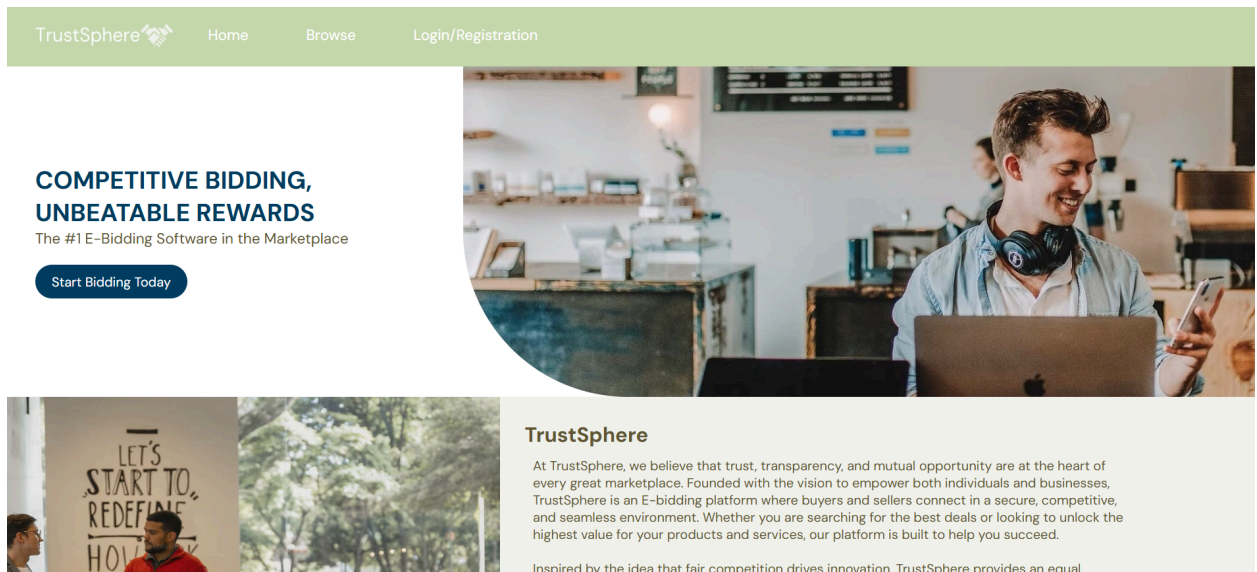 TrustSphere Home Browse Login/Registration
COMPETITIVE BIDDING,
UNBEATABLE REWARDS
The #1 E-Bidding Software in the Marketplace
Start Bidding Today
LET'S
START TO
REDEFINE
TrustSphere
At TrustSphere, we believe that trust, transparency, and mutual opportunity are at the heart of
every great marketplace. Founded with the vision to empower both individuals and businesses,
TrustSphere is an E-bidding platform where buyers and sellers connect in a secure, competitive,
and seamless environment. Whether you are searching for the best deals or looking to unlock the
highest value for your products and services, our platform is built to help you succeed.
Inspired by the idea that fair competition drives innovation, TrustSphere provides an equal